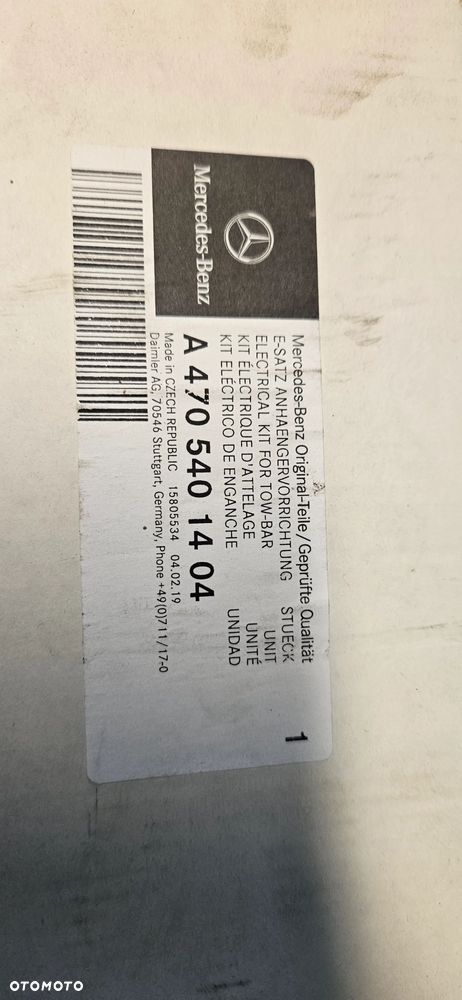 Mercedes-Benz
Mercedes-Benz Original-Teile/Geprüfte Qualität
E-SATZ ANHAENGERVORRICHTUNG STUECK 1
ELECTRICAL KIT FOR TOW-BAR UNIT
KIT ÉLECTRIQUE D'ATTELAGE UNITÉ
KIT ELÉCTRICO DE ENGANCHE UNIDAD
A 470 540 14 04
Made in CZECH REPUBLIC 15805534 04.02.19
Daimler AG, 70546 Stuttgart, Germany, Phone +49(0)711/17-0
OTOMOTO